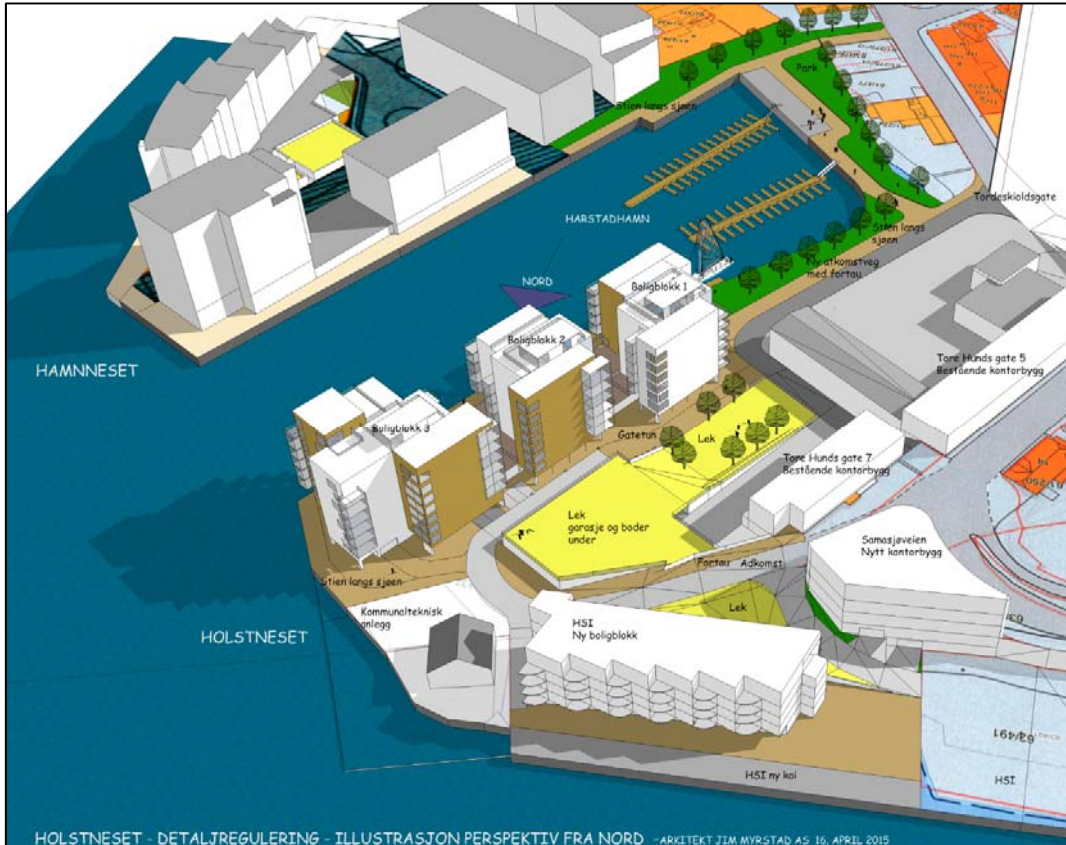 Park
Stien langs sjøen
Tordeskioldsgate
HARSTADHAMN
Stien langs
sjøen
Ny atkomstveg
med fortau
NORD
Boligblokk 1
Boligblokk 2
HAMNNESET
Tore Hunds gate 5
Bestående kontorbygg
Boligblokk 3
Gatetun
Lek
Tore Hunds gate 7
Bestående kontorbygg
Lek
garasje og boder
under
Samasjøveien
Nytt kontorbygg
Fortau
Adkomst
Stien langs sjøen
Kommunalteknisk
anlegg
Lek
HSI
Ny boligblokk
HOLSTNESET
63/491
HSI
HSI ny kai
HOLSTNESET - DETALJREGULERING - ILLUSTRASJON PERSPEKTIV FRA NORD -ARKITEKT JIM MYRSTAD AS 16. APRIL 2015